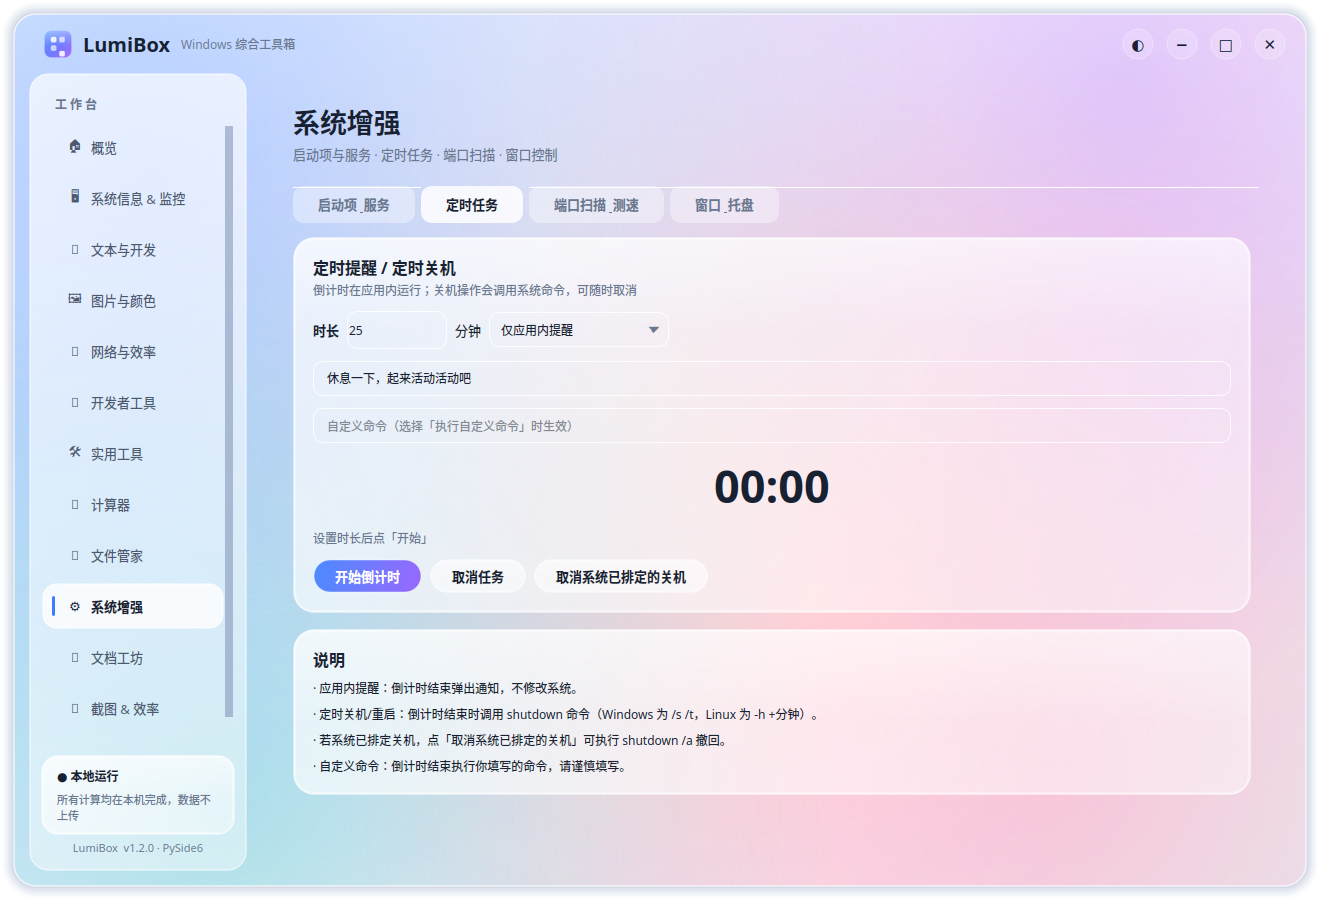 LumiBox Windows 综合工具箱
工作台
概览
系统信息 & 监控
文本与开发
图片与颜色
网络与效率
开发者工具
实用工具
计算器
文件管家
系统增强
文档工坊
截图 & 效率
● 本地运行
所有计算均在本机完成，数据不
上传
LumiBox v1.2.0 · PySide6
系统增强
启动项与服务 · 定时任务 · 端口扫描 · 窗口控制
启动项_服务 定时任务 端口扫描_测速 窗口_托盘
定时提醒 / 定时关机
倒计时在应用内运行；关机操作会调用系统命令，可随时取消
时长 25 分钟 仅应用内提醒
休息一下，起来活动活动吧
自定义命令（选择「执行自定义命令」时生效）
00:00
设置时长后点「开始」
开始倒计时 取消任务 取消系统已排定的关机
说明
· 应用内提醒：倒计时结束弹出通知，不修改系统。
· 定时关机/重启：倒计时结束时调用 shutdown 命令（Windows 为 /s /t，Linux 为 -h +分钟）。
· 若系统已排定关机，点「取消系统已排定的关机」可执行 shutdown /a 撤回。
· 自定义命令：倒计时结束执行你填写的命令，请谨慎填写。